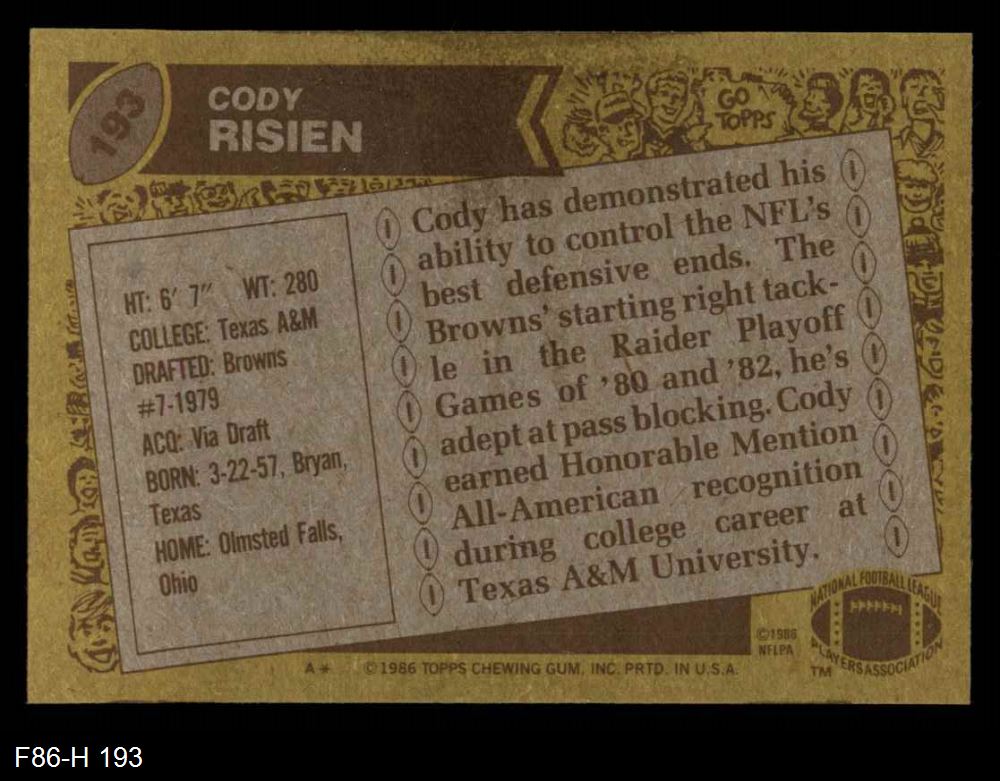 193
CODY
RISIEN
GO
TOPPS
HT: 6' 7" WT: 280
COLLEGE: Texas A&M
DRAFTED: Browns
#7-1979
ACQ: Via Draft
BORN: 3-22-57, Bryan,
Texas
HOME: Olmsted Falls,
Ohio
Cody has demonstrated his
ability to control the NFL's
best defensive ends. The
Browns' starting right tack-
le in the Raider Playoff
Games of '80 and '82, he's
adept at pass blocking. Cody
earned Honorable Mention
All-American recognition
during college career at
Texas A&M University.
©1986
NFLPA
NATIONAL FOOTBALL LEAGUE
PLAYERS ASSOCIATION
TM
A* ©1986 TOPPS CHEWING GUM, INC. PRTD. IN U.S.A.
F86-H 193